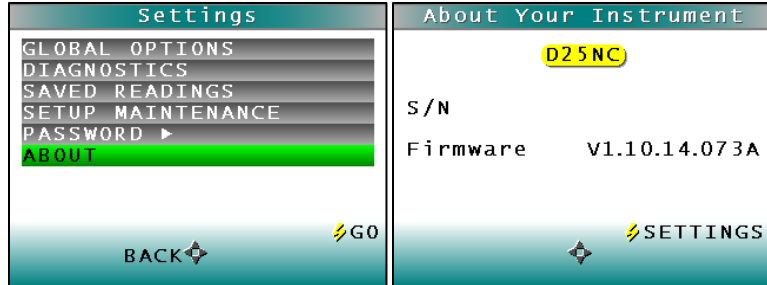 Settings
GLOBAL OPTIONS
DIAGNOSTICS
SAVED READINGS
SETUP MAINTENANCE
PASSWORD ▶
ABOUT
GO
BACK
About Your Instrument
D25NC
S/N
Firmware V1.10.14.073A
SETTINGS